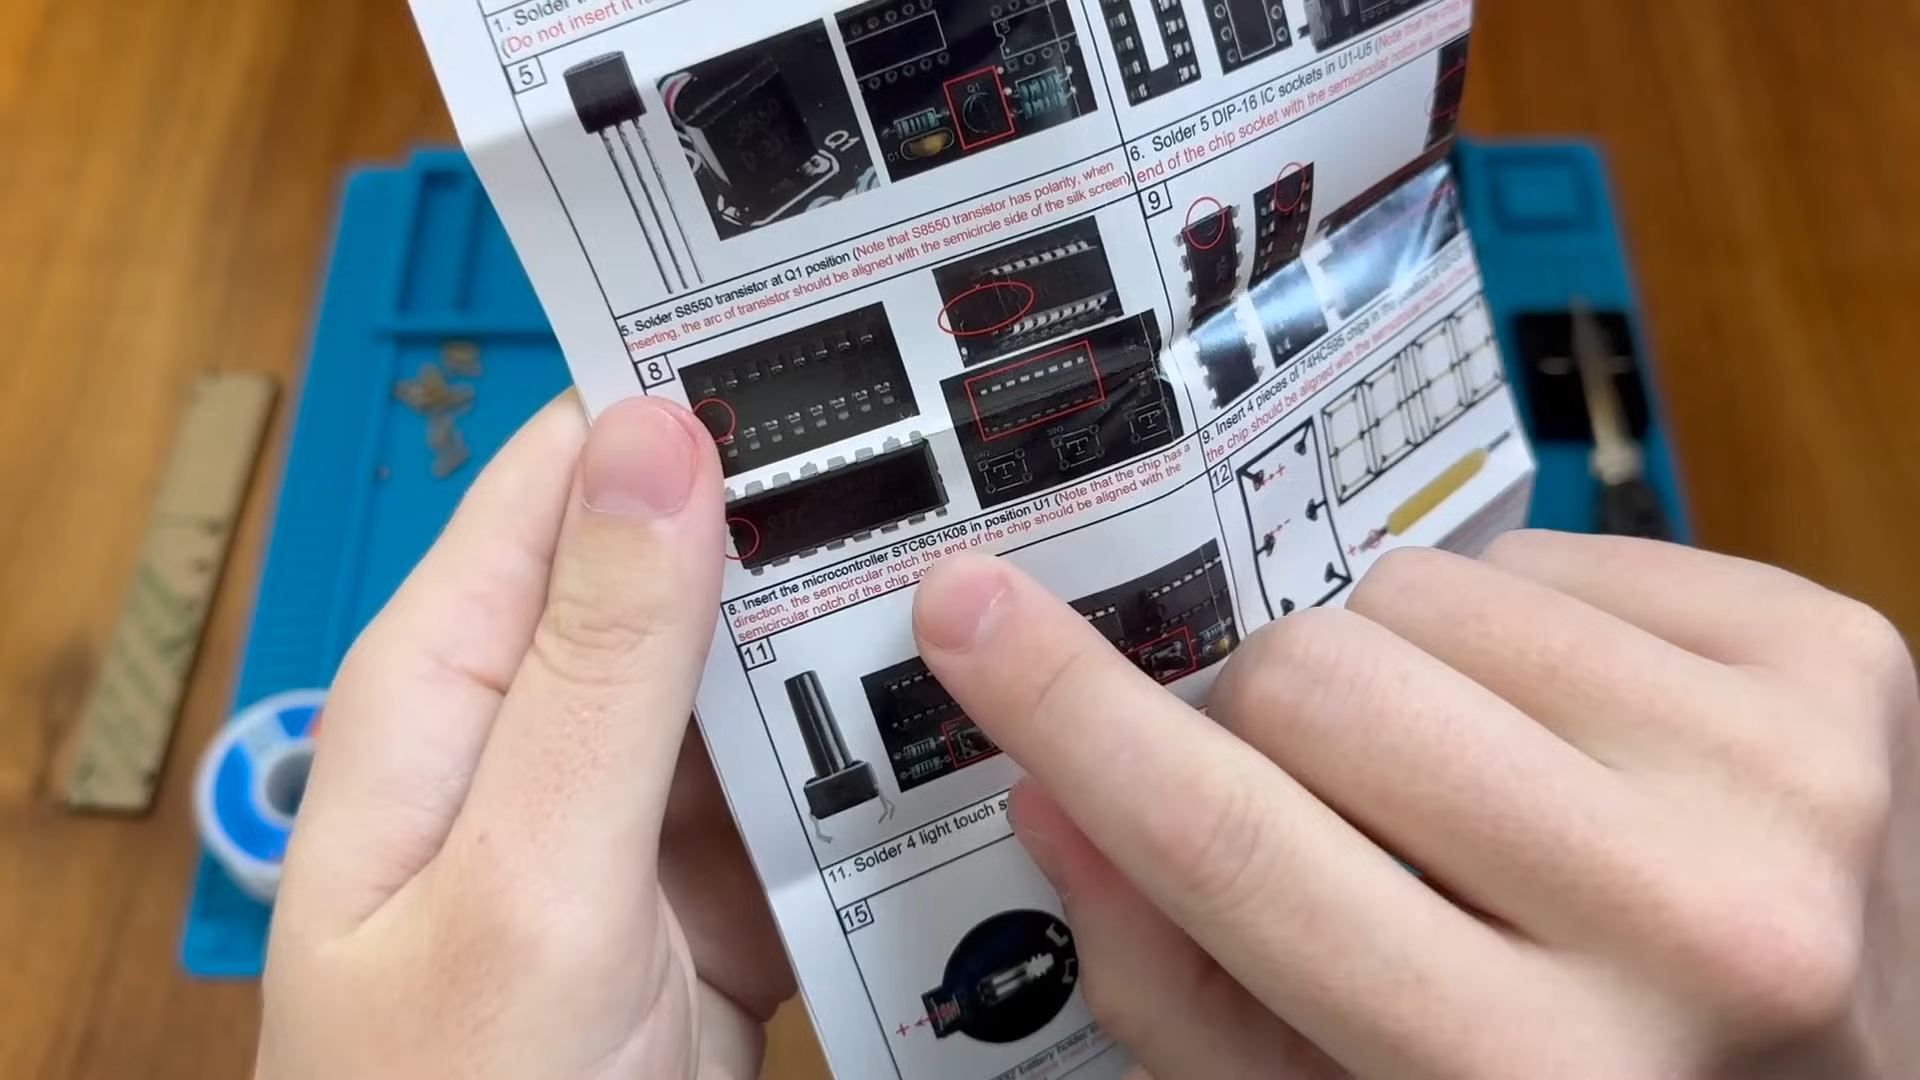 1. Solder
(Do not insert it
5
5. Solder S8550 transistor at Q1 position (Note that S8550 transistor has polarity, when
inserting, the arc of transistor should be aligned with the semicircle side of the silk screen)
6. Solder 5 DIP-16 IC sockets in U1-U5 (Note that the chip
end of the chip socket with the semicircular notch silk screen
8
8. Insert the microcontroller STC8G1K08 in position U1 (Note that the chip has a
direction, the semicircular notch the end of the chip should be aligned with the
semicircular notch of the chip
9
9. Insert 4 pieces of 74HC595 chips in the position of
the chip should be aligned with the semicircular
11
11. Solder 4 light touch
12
15
battery holder
S8550
Q1
Q1
C1